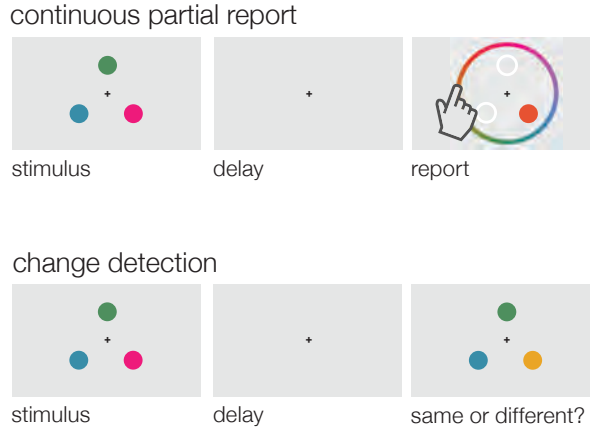 continuous partial report
stimulus delay report
change detection
stimulus delay same or different?